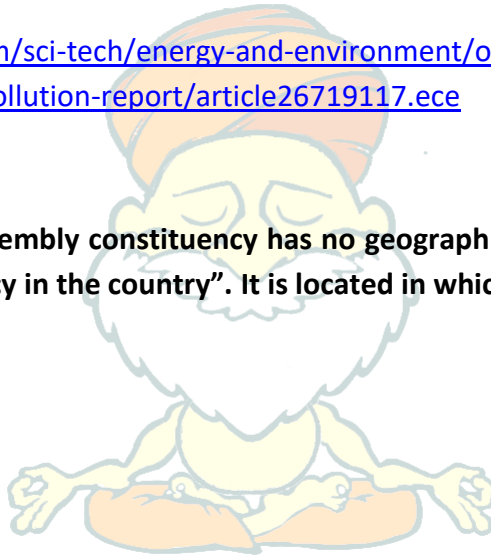 m/sci-tech/energy-and-environment/o
ollution-report/article26719117.ece
embly constituency has no geograph
cy in the country”. It is located in whic